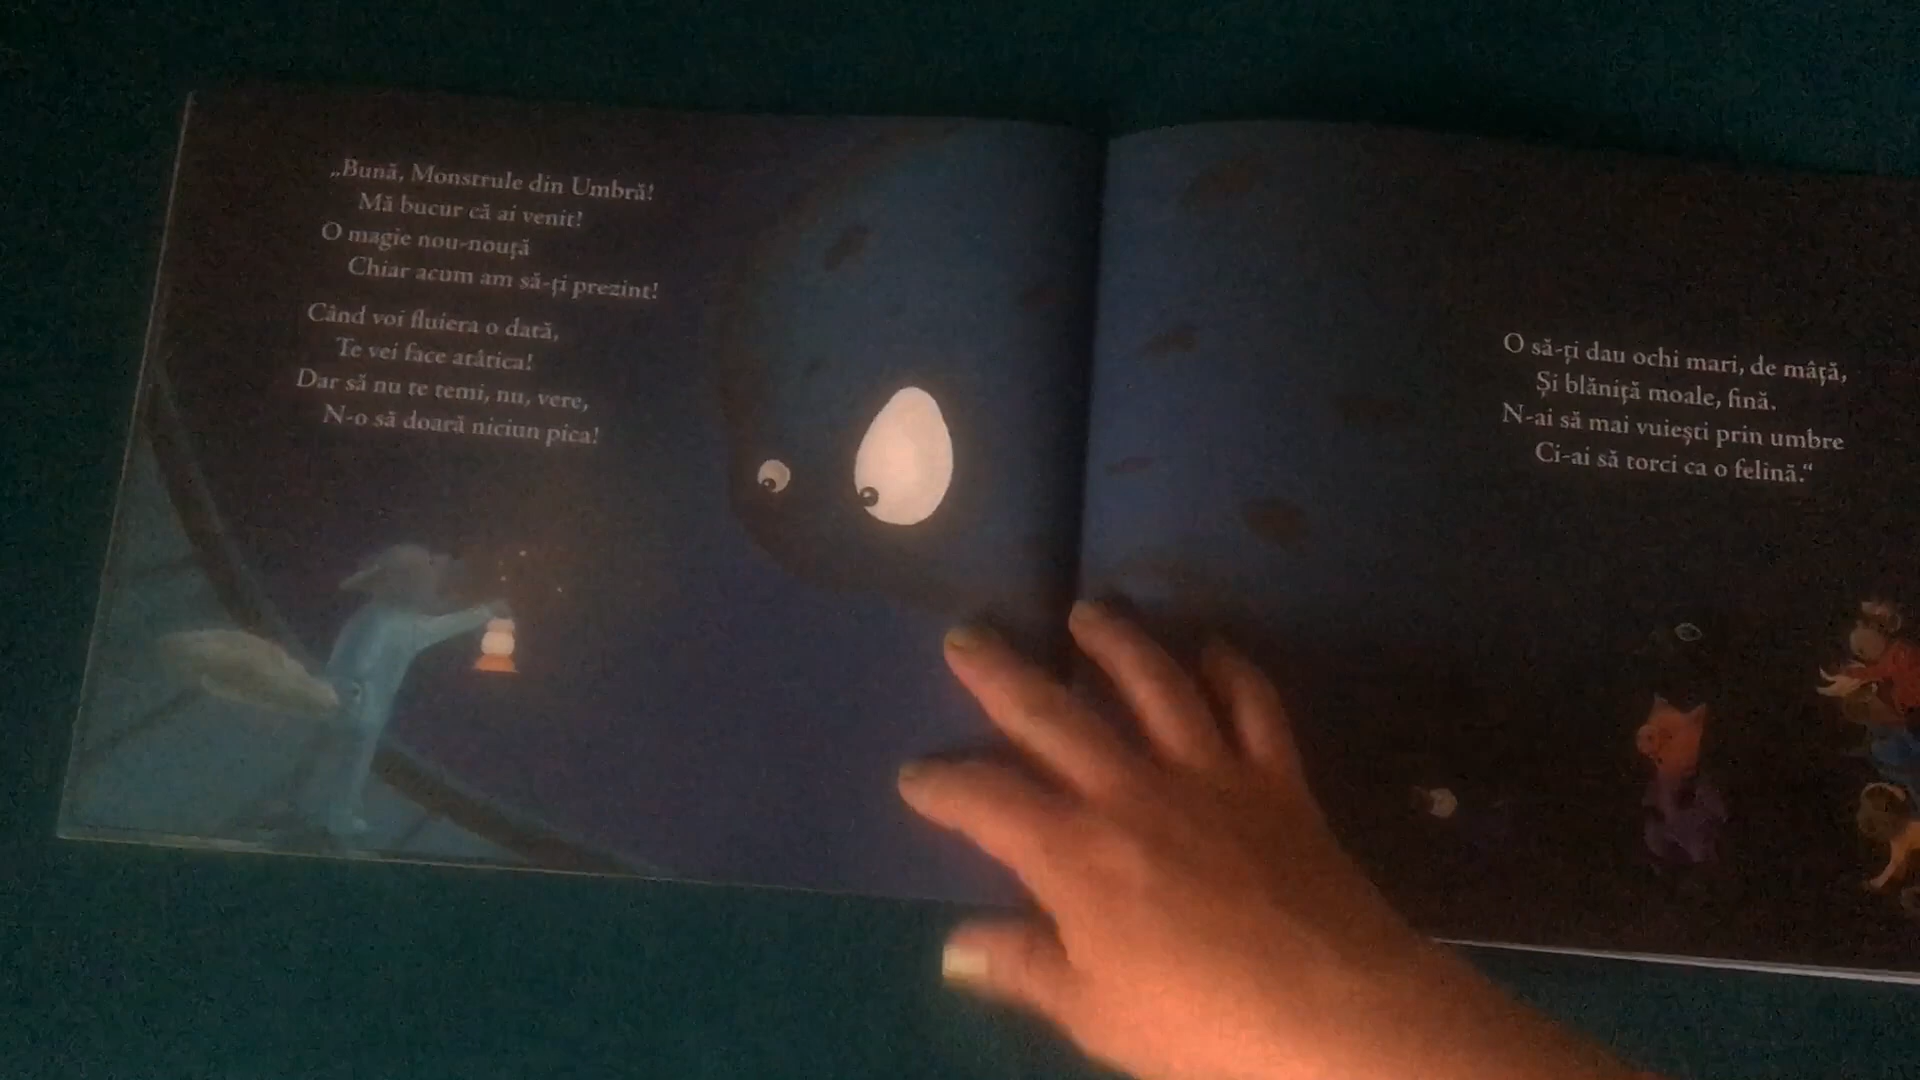 „Bună, Monstrule din Umbră!
Mă bucur că ai venit!
O magie nou-nouță
Chiar acum am să-ți prezint!
Când voi fluiera o dată,
Te vei face atâtica!
Dar să nu te temi, nu, vere,
N-o să doară niciun pica!
O să-ți dau ochi mari, de mâță,
Și blăniță moale, fină.
N-ai să mai vuiești prin umbre
Ci-ai să torci ca o felină.“